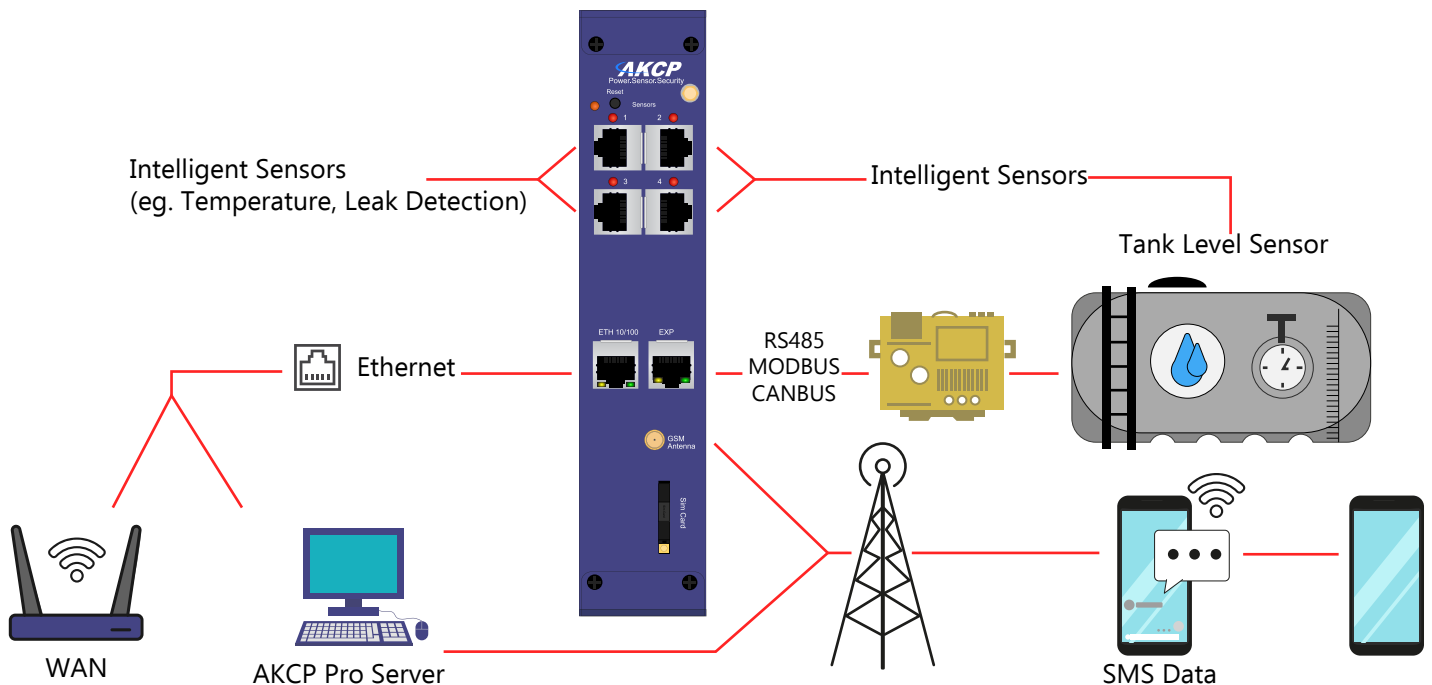 AKCP
Power.Sensor.Security
Reset
Sensors
1
2
3
4
Intelligent Sensors
(eg. Temperature, Leak Detection)
Intelligent Sensors
Tank Level Sensor
ETH 10/100
EXP
Ethernet
RS485
MODBUS
CANBUS
GSM
Antenna
Sim Card
WAN
AKCP Pro Server
SMS Data